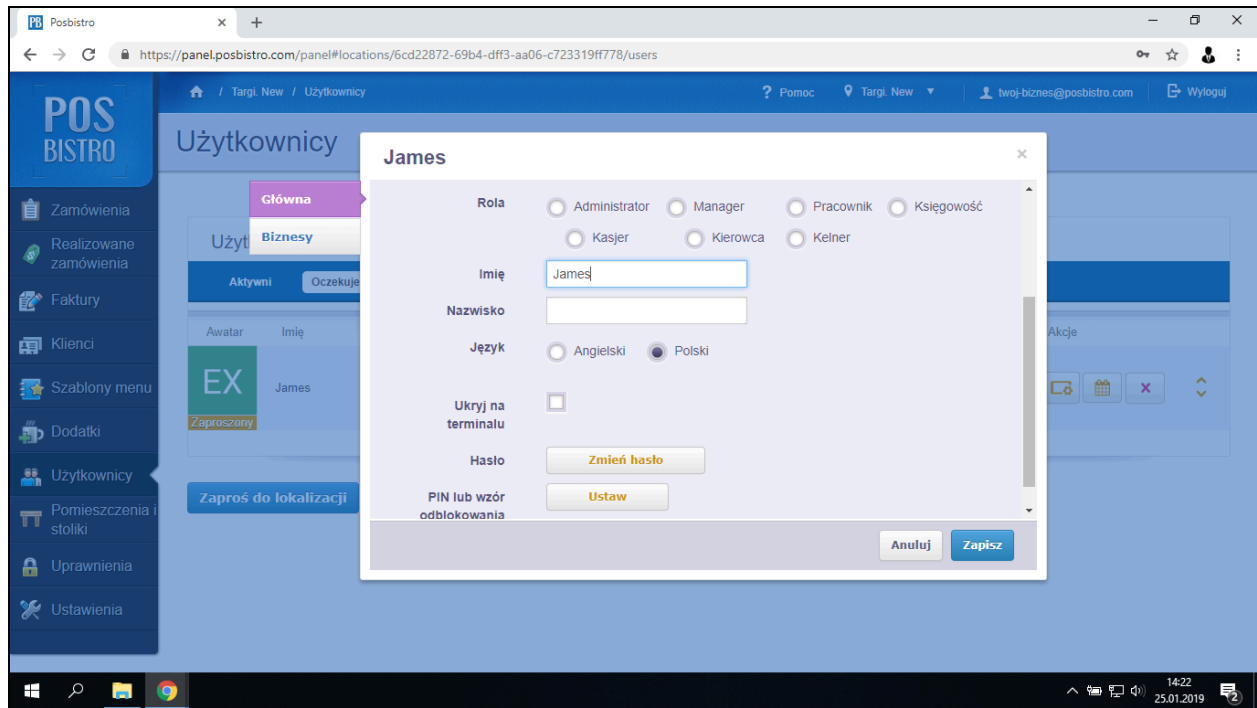 PB Posbistro
https://panel.posbistro.com/panel#locations/6cd22872-69b4-dff3-aa06-c723319ff778/users
POS
BISTRO
/ Targi. New / Użytkownicy
? Pomoc
Targi. New
twoj-biznes@posbistro.com
Wyloguj
Użytkownicy
Zamówienia
Realizowane
zamówienia
Faktury
Klienci
Szablony menu
Dodatki
Użytkownicy
Pomieszczenia i
stoliki
Uprawnienia
Ustawienia
Użyt
Aktywni
Oczekuje
Awatar
Imię
Akcje
EX
James
Zaproszony
Zaproś do lokalizacji
Główna
Biznesy
James
Rola
Administrator
Manager
Pracownik
Księgowość
Kasjer
Kierowca
Kelner
Imię
James
Nazwisko
Język
Angielski
Polski
Ukryj na
terminalu
Hasło
Zmień hasło
PIN lub wzór
odblokowania
Ustaw
Anuluj
Zapisz
14:22
25.01.2019
2